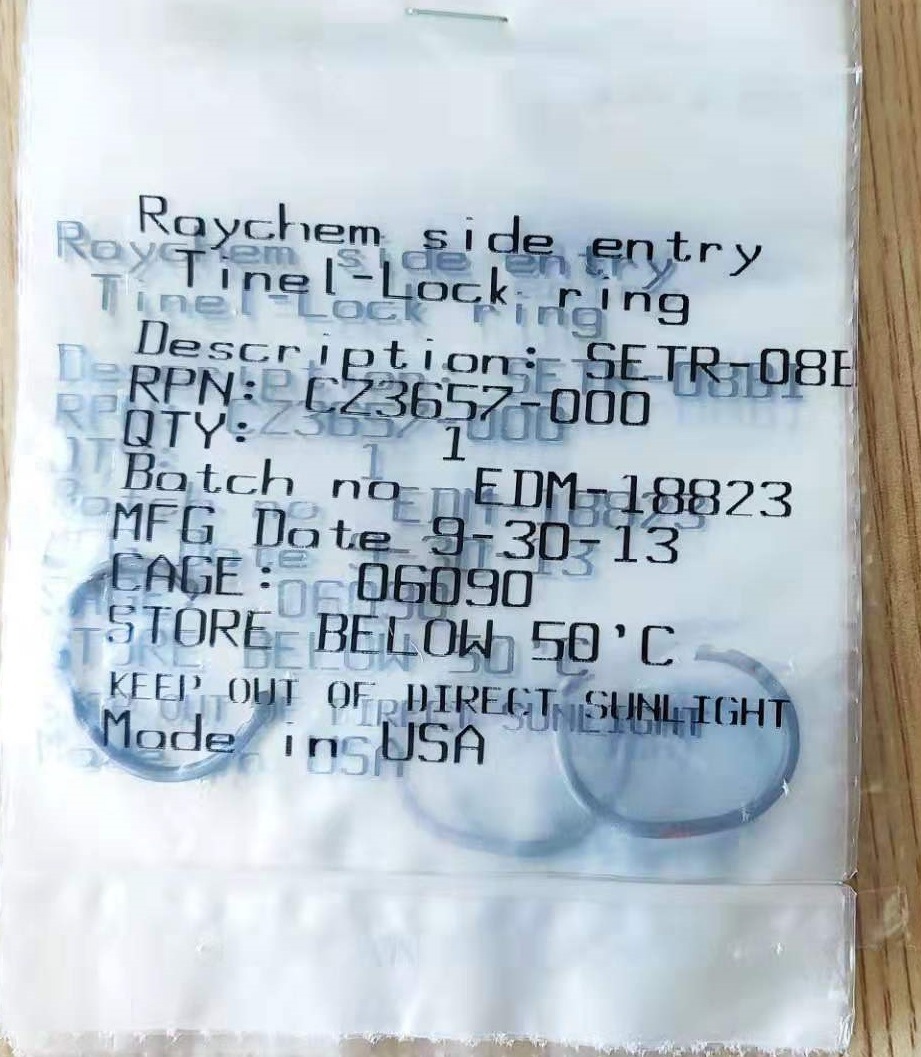 Raychem side entry
Tinel-Lock ring
Description: SETR-08B
RPN: CZ3657-000
QTY: 1
Batch no EDM-18823
MFG Date 9-30-13
CAGE: 06090
STORE BELOW 50'C
KEEP OUT OF DIRECT SUNLIGHT
Made in USA